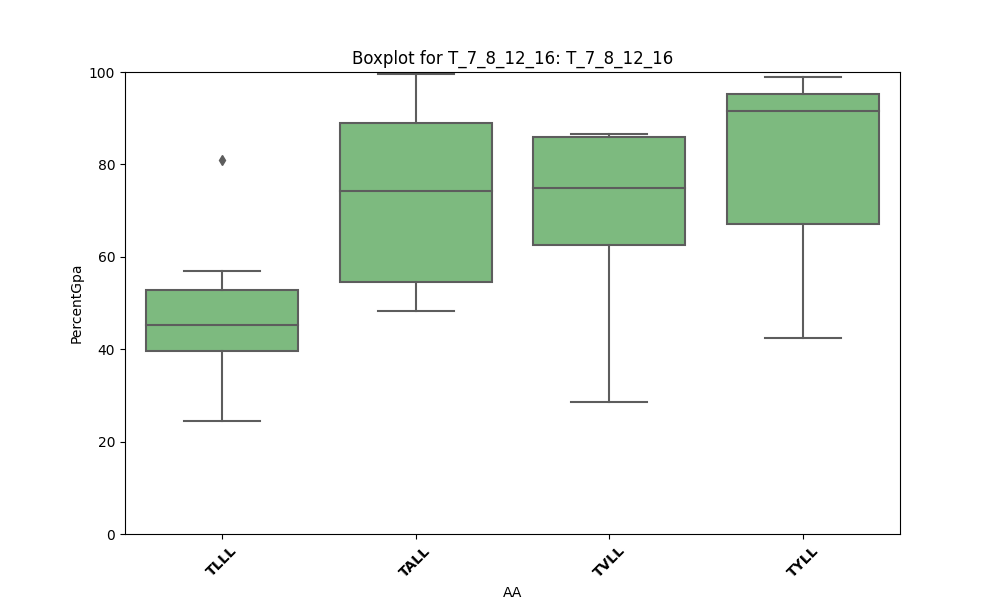 Boxplot for T_7_8_12_16: T_7_8_12_16
100
80
60
40
20
0
PercentGpa
TLLL
TALL
TVLL
TYLL
AA